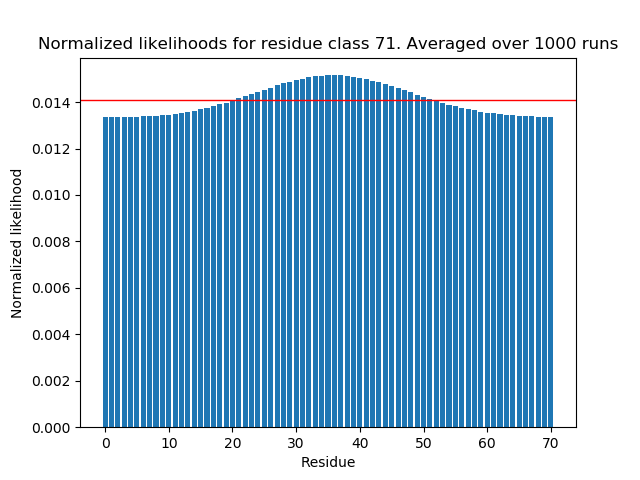 Normalized likelihoods for residue class 71. Averaged over 1000 runs
0.014
0.012
0.010
0.008
0.006
0.004
0.002
0.000
Normalized likelihood
0 10 20 30 40 50 60 70
Residue